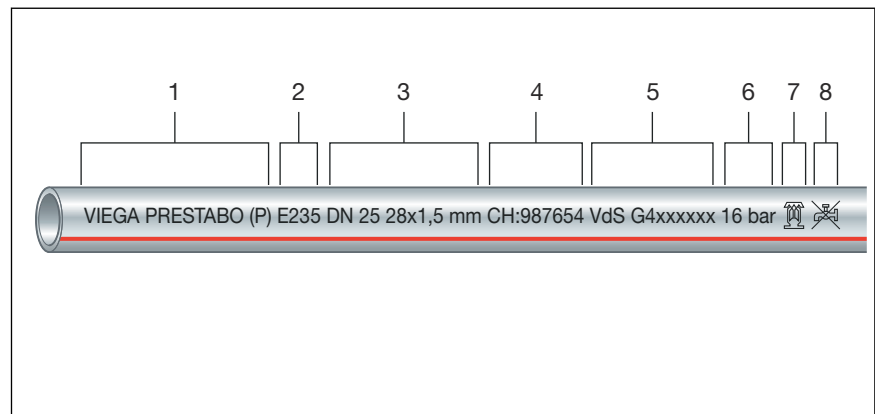 1 2 3 4 5 6 7 8
VIEGA PRESTABO (P) E235 DN 25 28x1,5 mm CH:987654 VdS G4xxxxxx 16 bar